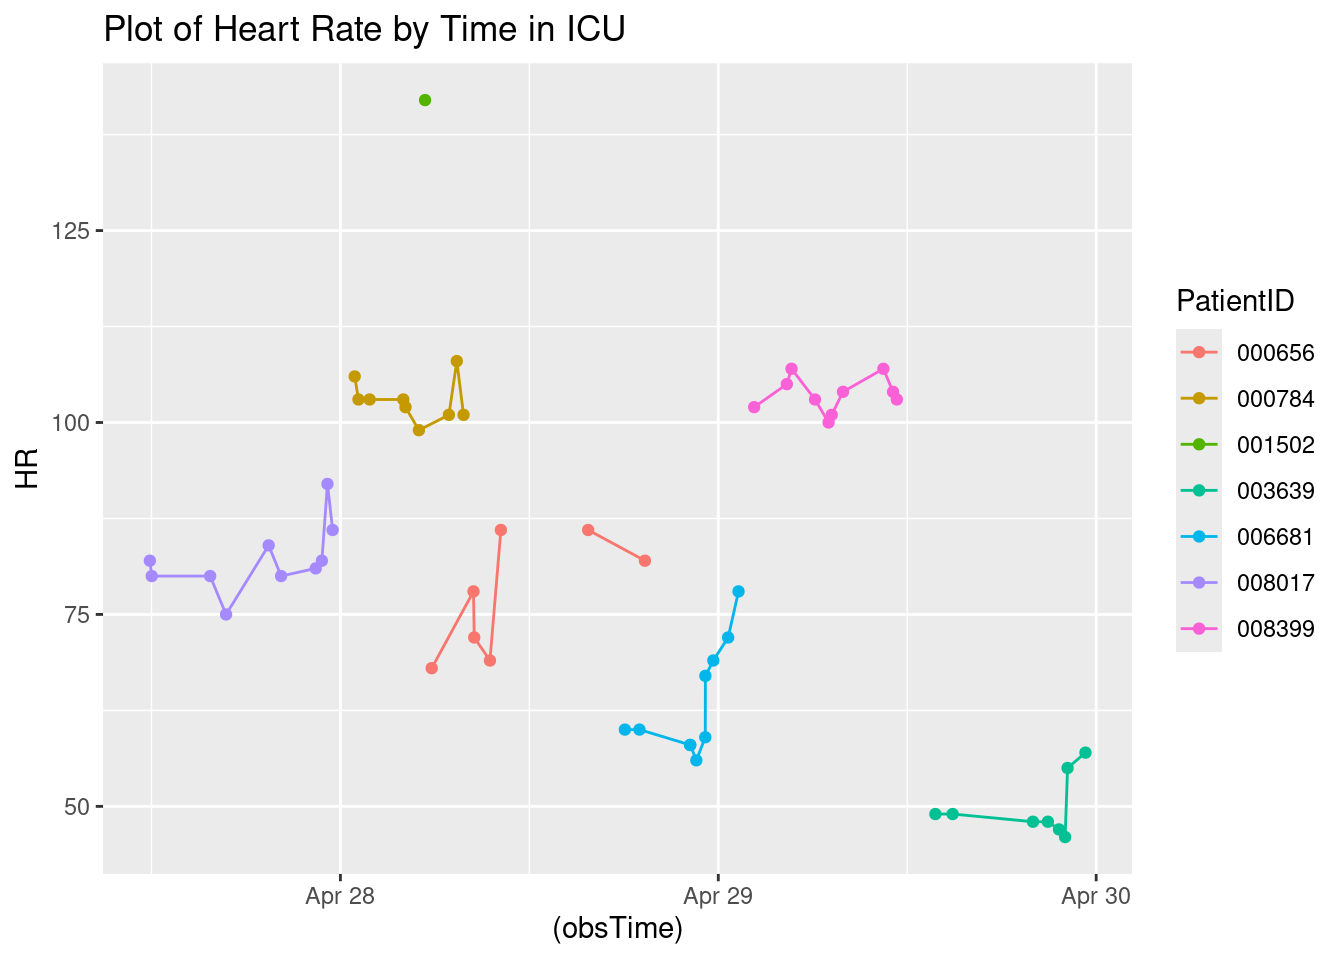 Plot of Heart Rate by Time in ICU
HR
125
100
75
50
Apr 28
Apr 29
Apr 30
(obsTime)
PatientID
000656
000784
001502
003639
006681
008017
008399